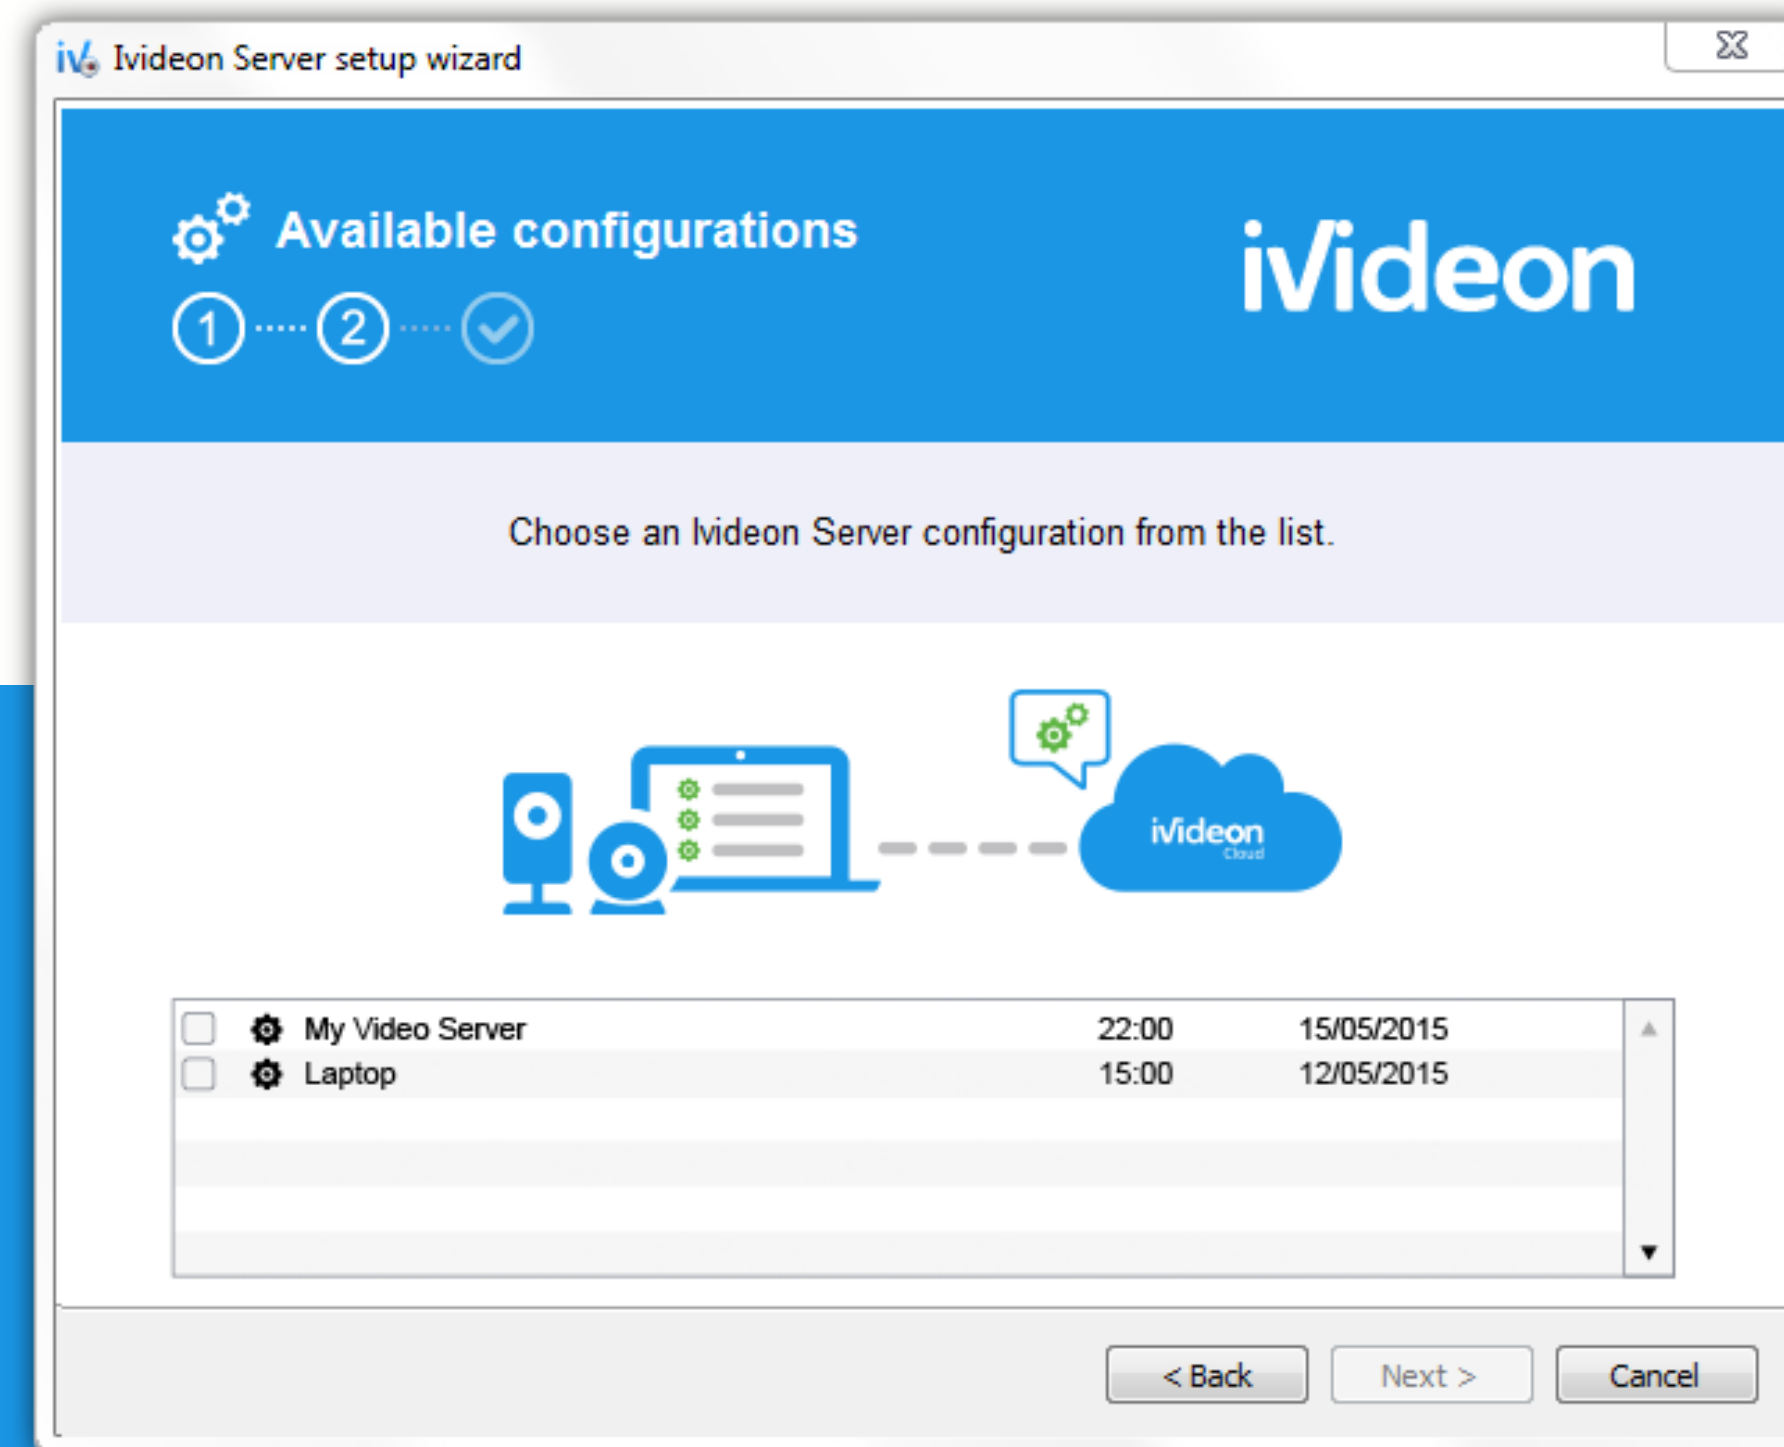 Ivideon Server setup wizard
Available configurations
1 2
ivideon
Choose an Ivideon Server configuration from the list.
ivideon
Cloud
My Video Server 22:00 15/05/2015
Laptop 15:00 12/05/2015
< Back Next > Cancel